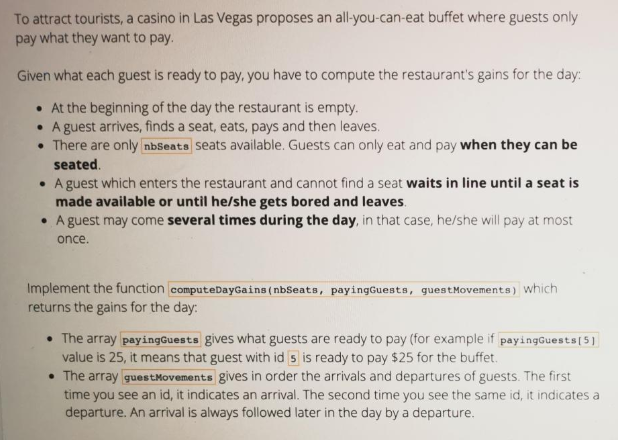 To attract tourists, a casino in Las Vegas proposes an all-you-can-eat buffet where guests only
pay what they want to pay.
Given what each guest is ready to pay, you have to compute the restaurant's gains for the day:
• At the beginning of the day the restaurant is empty.
• A guest arrives, finds a seat, eats, pays and then leaves.
• There are only nbSeats seats available. Guests can only eat and pay when they can be
seated.
• A guest which enters the restaurant and cannot find a seat waits in line until a seat is
made available or until he/she gets bored and leaves.
• A guest may come several times during the day, in that case, he/she will pay at most
once.
Implement the function computeDayGains(nbSeats, payingGuests, guestMovements) which
returns the gains for the day:
• The array payingGuests gives what guests are ready to pay (for example if payingGuests[5]
value is 25, it means that guest with id 5 is ready to pay $25 for the buffet.
• The array guestMovements gives in order the arrivals and departures of guests. The first
time you see an id, it indicates an arrival. The second time you see the same id, it indicates a
departure. An arrival is always followed later in the day by a departure.